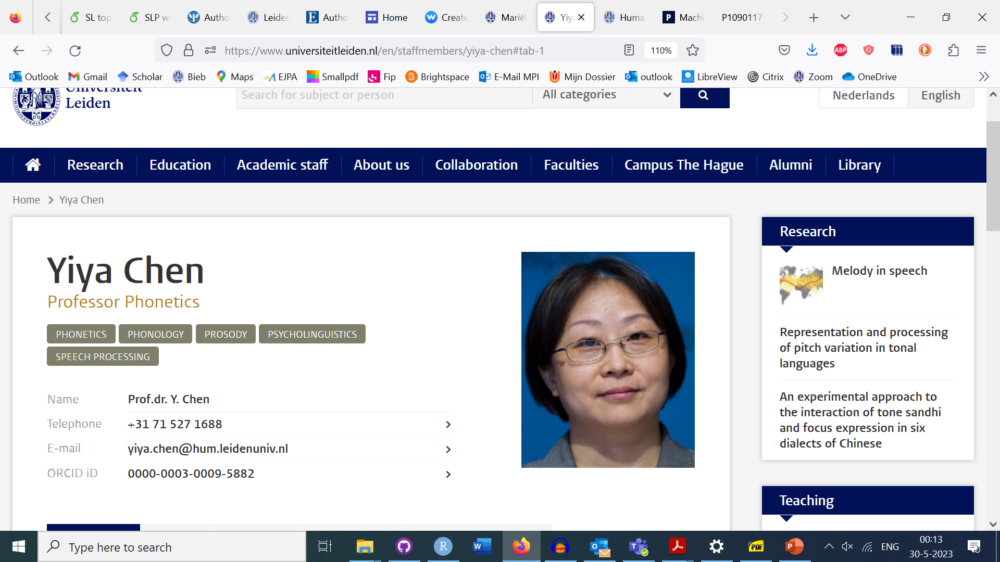 SL top
SLP w
Autho
Leiden
Autho
Home
Create
Mariël
Yiya
Huma
Machi
P1090117_
https://www.universiteitleiden.nl/en/staffmembers/yiya-chen#tab-1
110%
ABP
Outlook
Gmail
Scholar
Bieb
Maps
EJPA
Smallpdf
Fip
Brightspace
E-Mail MPI
Mijn Dossier
outlook
LibreView
Citrix
Zoom
OneDrive
Universiteit
Leiden
Search for subject or person
All categories
Nederlands
English
Research
Education
Academic staff
About us
Collaboration
Faculties
Campus The Hague
Alumni
Library
Home
Yiya Chen
Yiya Chen
Professor Phonetics
PHONETICS
PHONOLOGY
PROSODY
PSYCHOLINGUISTICS
SPEECH PROCESSING
Name Prof.dr. Y. Chen
Telephone +31 71 527 1688
E-mail yiya.chen@hum.leidenuniv.nl
ORCID iD 0000-0003-0009-5882
Research
Melody in speech
Representation and processing
of pitch variation in tonal
languages
An experimental approach to
the interaction of tone sandhi
and focus expression in six
dialects of Chinese
Teaching
Type here to search
PDF
ENG
00:13
30-5-2023